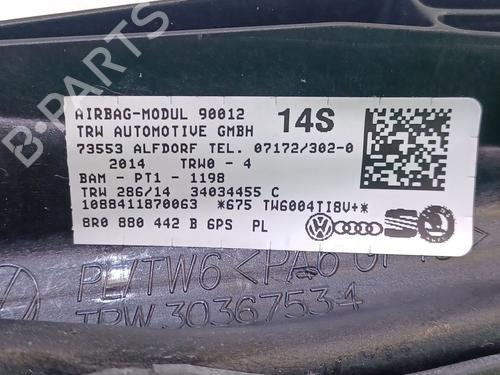 B-PARTS
AIRBAG-MODUL 90012
14S
TRW AUTOMOTIVE GMBH
73553 ALFDORF TEL. 07172/302-0
2014 TRW0 - 4
BAM - PT1 - 1198
TRW 286/14 34034455 C
1088411870063 *675 TW6004TI8V+*
8R0 880 442 B 6PS PL
PL/TW6 <PA6
TRW 30367534